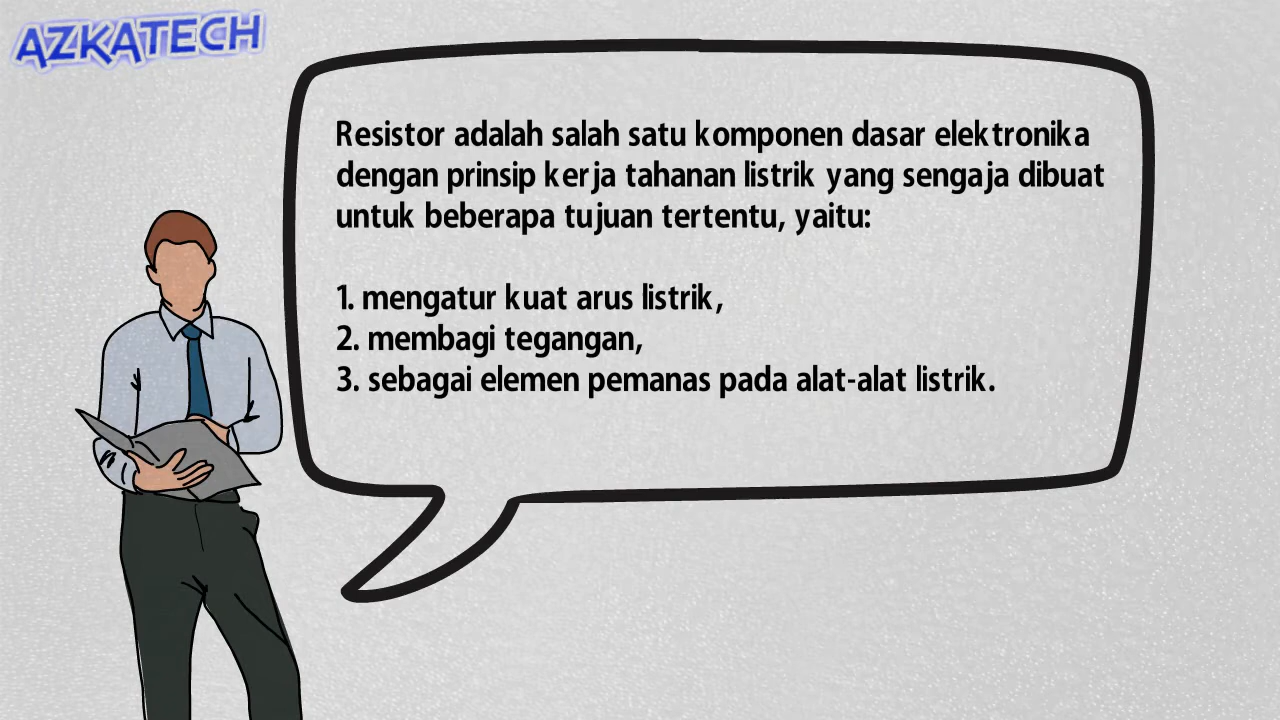 AZKATECH
Resistor adalah salah satu komponen dasar elektronika
dengan prinsip kerja tahanan listrik yang sengaja dibuat
untuk beberapa tujuan tertentu, yaitu:
1. mengatur kuat arus listrik,
2. membagi tegangan,
3. sebagai elemen pemanas pada alat-alat listrik.